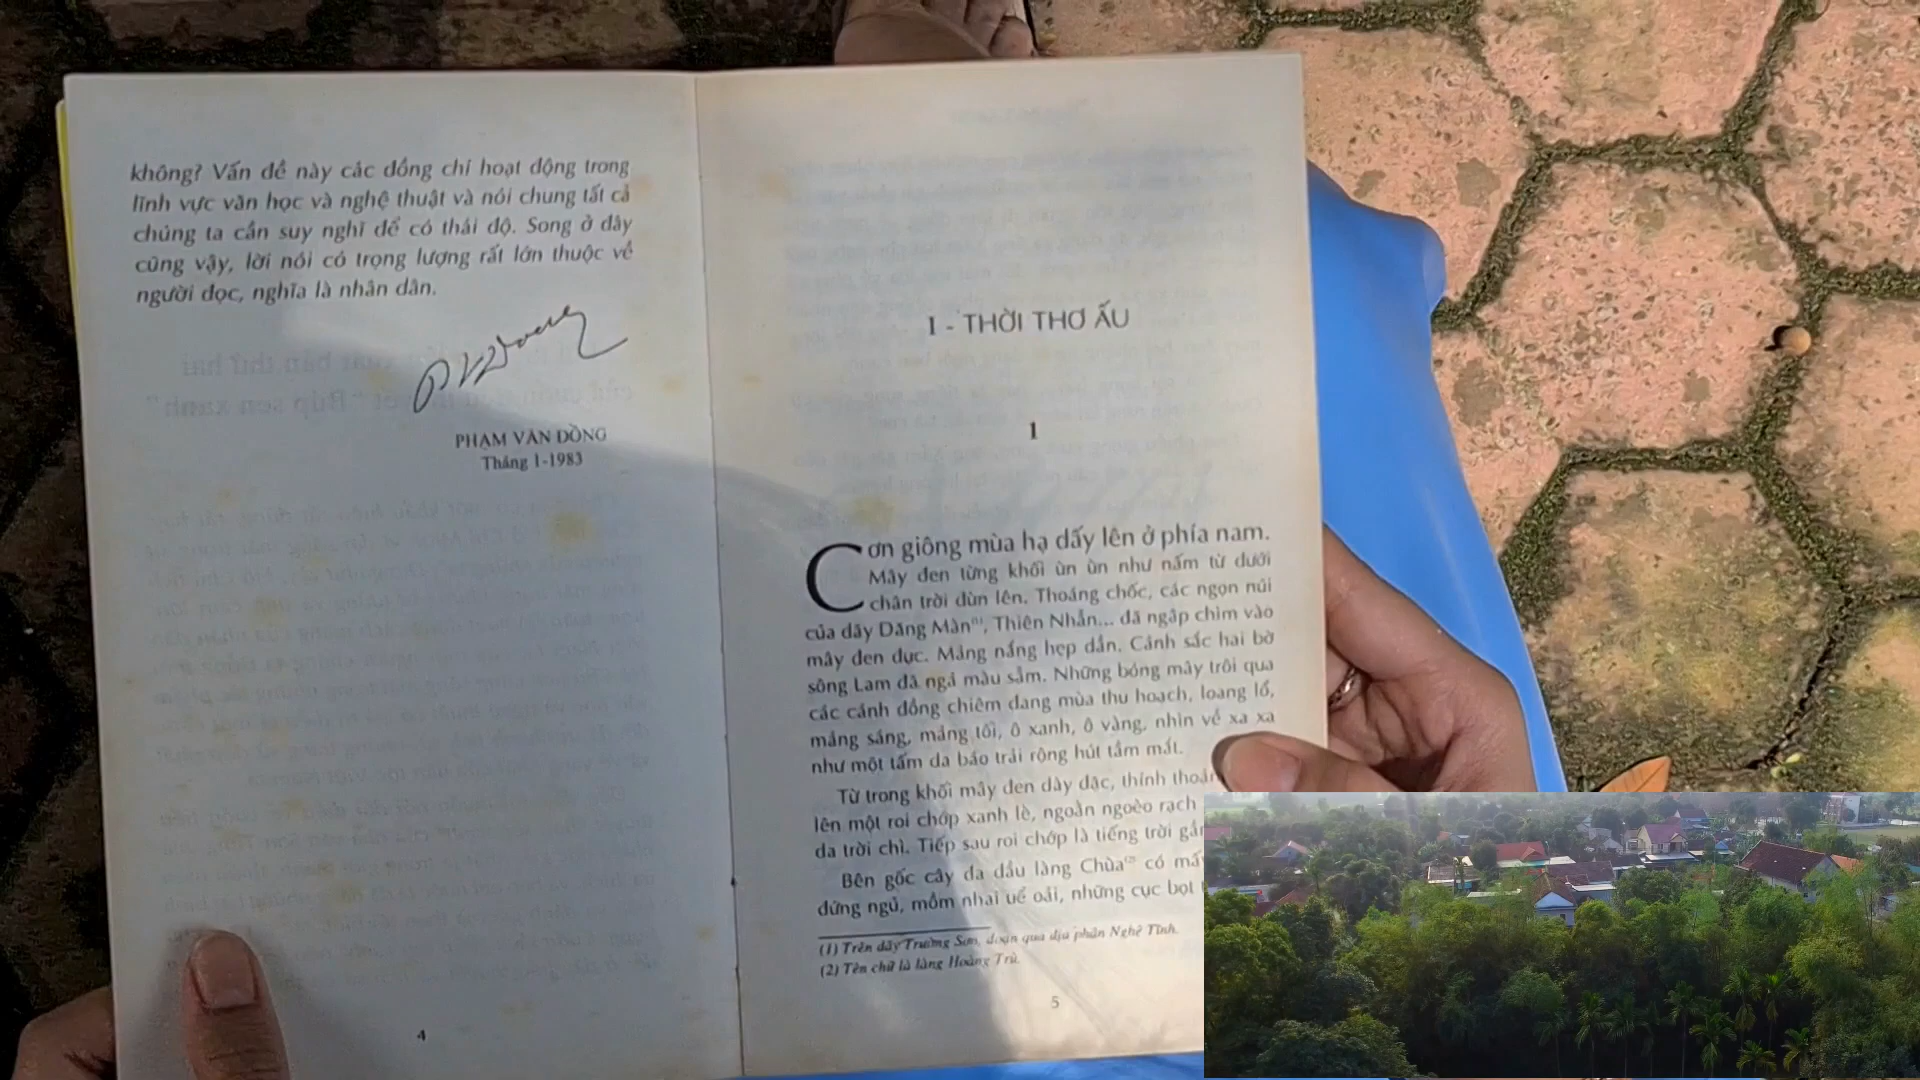 không? Vấn đề này các đồng chí hoạt động trong
lĩnh vực văn học và nghệ thuật và nói chung tất cả
chúng ta cần suy nghĩ để có thái độ. Song ở đây
cũng vậy, lời nói có trọng lượng rất lớn thuộc về
người đọc, nghĩa là nhân dân.
PHẠM VĂN ĐỒNG
Tháng 1-1983
4
I - THỜI THƠ ẤU
1
Cơn giông mùa hạ dấy lên ở phía nam.
Mây đen từng khối ùn ùn như nấm từ dưới
chân trời đùn lên. Thoáng chốc, các ngọn núi
của dãy Dăng Màn(1), Thiên Nhẫn... đã ngập chìm vào
mây đen đục. Mảng nắng hẹp dần. Cảnh sắc hai bờ
sông Lam đã ngả màu sẫm. Những bóng mây trôi qua
các cánh đồng chiêm đang mùa thu hoạch, loang lổ,
mảng sáng, mảng tối, ô xanh, ô vàng, nhìn về xa xa
như một tấm da báo trải rộng hút tầm mắt.
Từ trong khối mây đen dày đặc, thỉnh
lên một roi chớp xanh lè, ngoằn ngoèo rạch
da trời chì. Tiếp sau roi chớp là tiếng trời
Bên gốc cây đa đầu làng Chùa(2) có
đứng ngủ, mồm nhai uể oải, những cục bọt
(1) Trên dãy Trường Sơn, đoạn qua địa phận Nghệ Tĩnh.
(2) Tên chữ là làng Hoàng Trù.
5